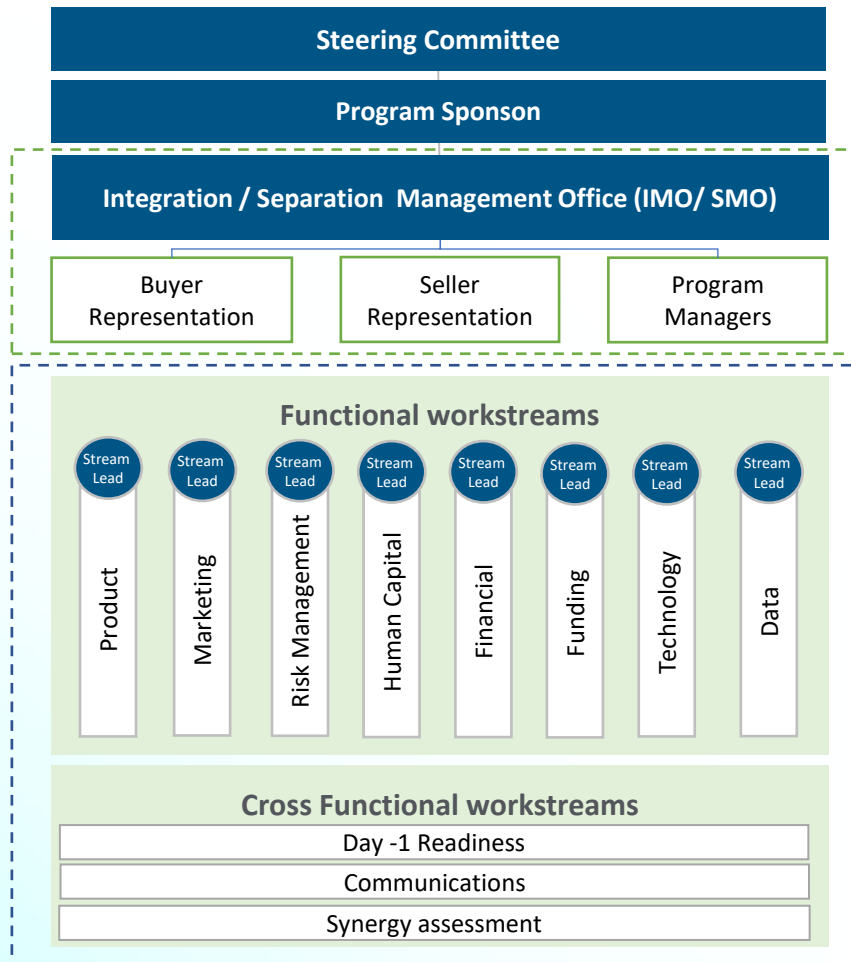 Steering Committee
Program Sponson
Integration / Separation  Management Office (IMO/ SMO)
Buyer
Representation
Seller
Representation
Program
Managers
Functional workstreams
Stream
Lead
Stream
Lead
Stream
Lead
Stream
Lead
Stream
Lead
Stream
Lead
Stream
Lead
Stream
Lead
Product
Marketing
Risk Management
Human Capital
Financial
Funding
Technology
Data
Cross Functional workstreams
Day -1 Readiness
Communications
Synergy assessment